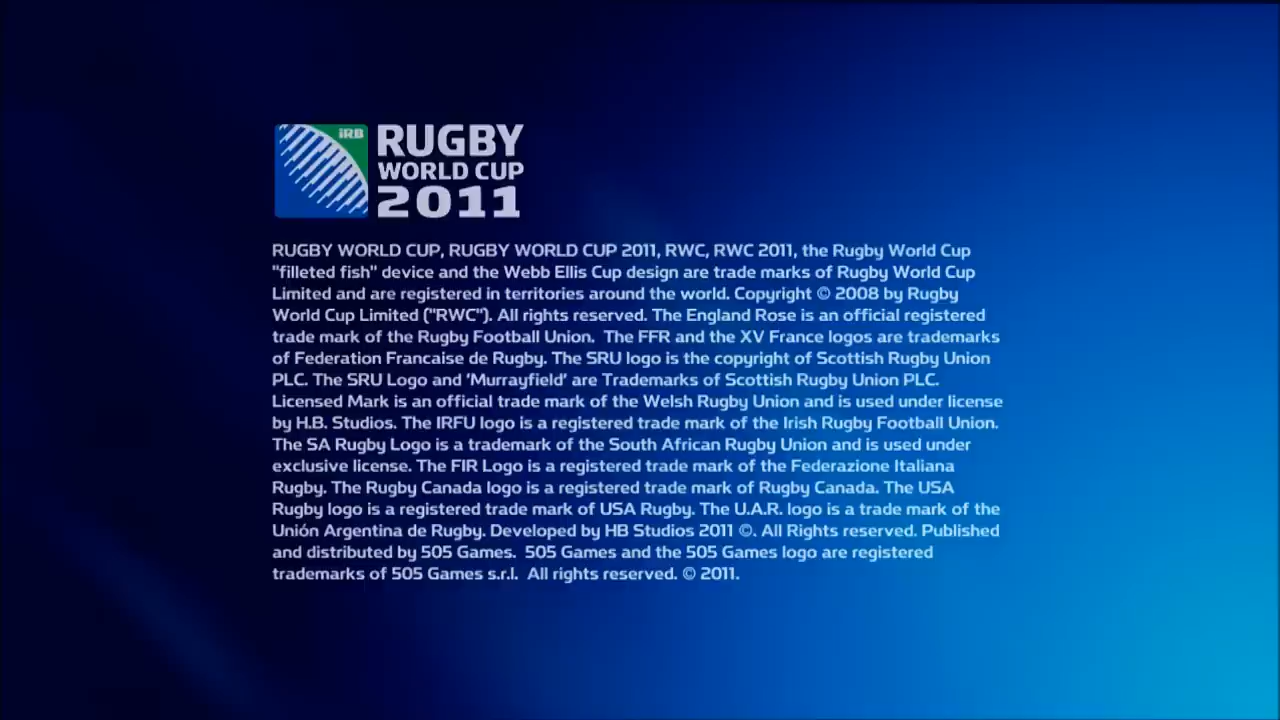 iRB
RUGBY
WORLD CUP
2011
RUGBY WORLD CUP, RUGBY WORLD CUP 2011, RWC, RWC 2011, the Rugby World Cup
"filleted fish" device and the Webb Ellis Cup design are trade marks of Rugby World Cup
Limited and are registered in territories around the world. Copyright © 2008 by Rugby
World Cup Limited ("RWC"). All rights reserved. The England Rose is an official registered
trade mark of the Rugby Football Union.  The FFR and the XV France logos are trademarks
of Federation Francaise de Rugby. The SRU logo is the copyright of Scottish Rugby Union
PLC. The SRU Logo and 'Murrayfield' are Trademarks of Scottish Rugby Union PLC.
Licensed Mark is an official trade mark of the Welsh Rugby Union and is used under license
by H.B. Studios. The IRFU logo is a registered trade mark of the Irish Rugby Football Union.
The SA Rugby Logo is a trademark of the South African Rugby Union and is used under
exclusive license. The FIR Logo is a registered trade mark of the Federazione Italiana
Rugby. The Rugby Canada logo is a registered trade mark of Rugby Canada. The USA
Rugby logo is a registered trade mark of USA Rugby. The U.A.R. logo is a trade mark of the
Unión Argentina de Rugby. Developed by HB Studios 2011 ©. All Rights reserved. Published
and distributed by 505 Games.  505 Games and the 505 Games logo are registered
trademarks of 505 Games s.r.l.  All rights reserved. © 2011.